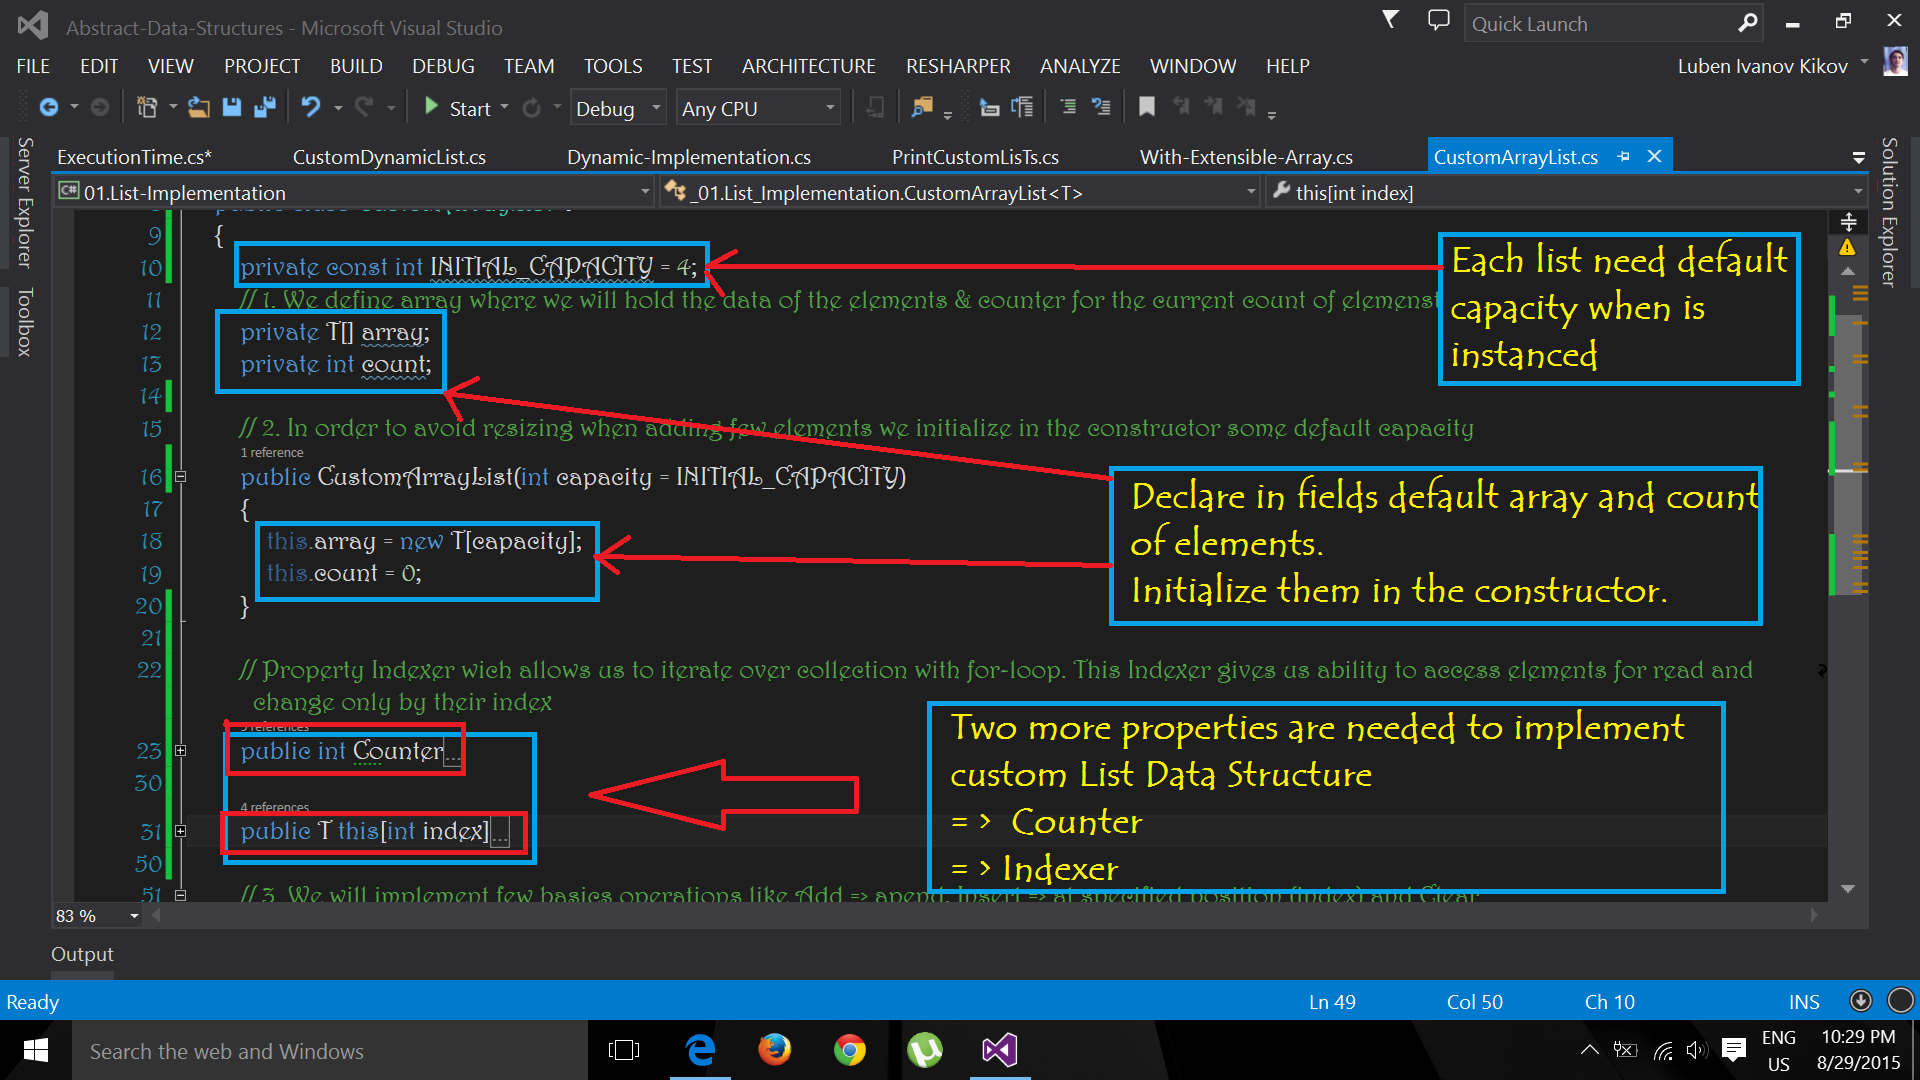 Abstract-Data-Structures - Microsoft Visual Studio
Quick Launch
FILE EDIT VIEW PROJECT BUILD DEBUG TEAM TOOLS TEST ARCHITECTURE RESHARPER ANALYZE WINDOW HELP
Luben Ivanov Kikov
Start
Debug
Any CPU
Server Explorer
Toolbox
Solution Explorer
ExecutionTime.cs* CustomDynamicList.cs Dynamic-Implementation.cs PrintCustomLisTs.cs With-Extensible-Array.cs CustomArrayList.cs
C# 01.List-Implementation
_01.List_Implementation.CustomArrayList<T>
this[int index]
9 {
10 private const int INITIAL_CAPACITY = 4;
11 // 1. We define array where we will hold the data of the elements & counter for the current count of elemenst
12 private T[] array;
13 private int count;
14
15 // 2. In order to avoid resizing when adding few elements we initialize in the constructor some default capacity
1 reference
16 public CustomArrayList(int capacity = INITIAL_CAPACITY)
17 {
18 this.array = new T[capacity];
19 this.count = 0;
20 }
21
22 // Property Indexer wich allows us to iterate over collection with for-loop. This Indexer gives us ability to access elements for read and
change only by their index
23 public int Counter...
30
4 references
31 public T this[int index]...
50
51 // 3. We will implement few basics operations like Add => apend, Insert => at specified position (index) and Clear
Each list need default
capacity when is
instanced
Declare in fields default array and count
of elements.
Initialize them in the constructor.
Two more properties are needed to implement
custom List Data Structure
= > Counter
= > Indexer
83 %
Output
Ready
Ln 49
Col 50
Ch 10
INS
Search the web and Windows
ENG
US
10:29 PM
8/29/2015